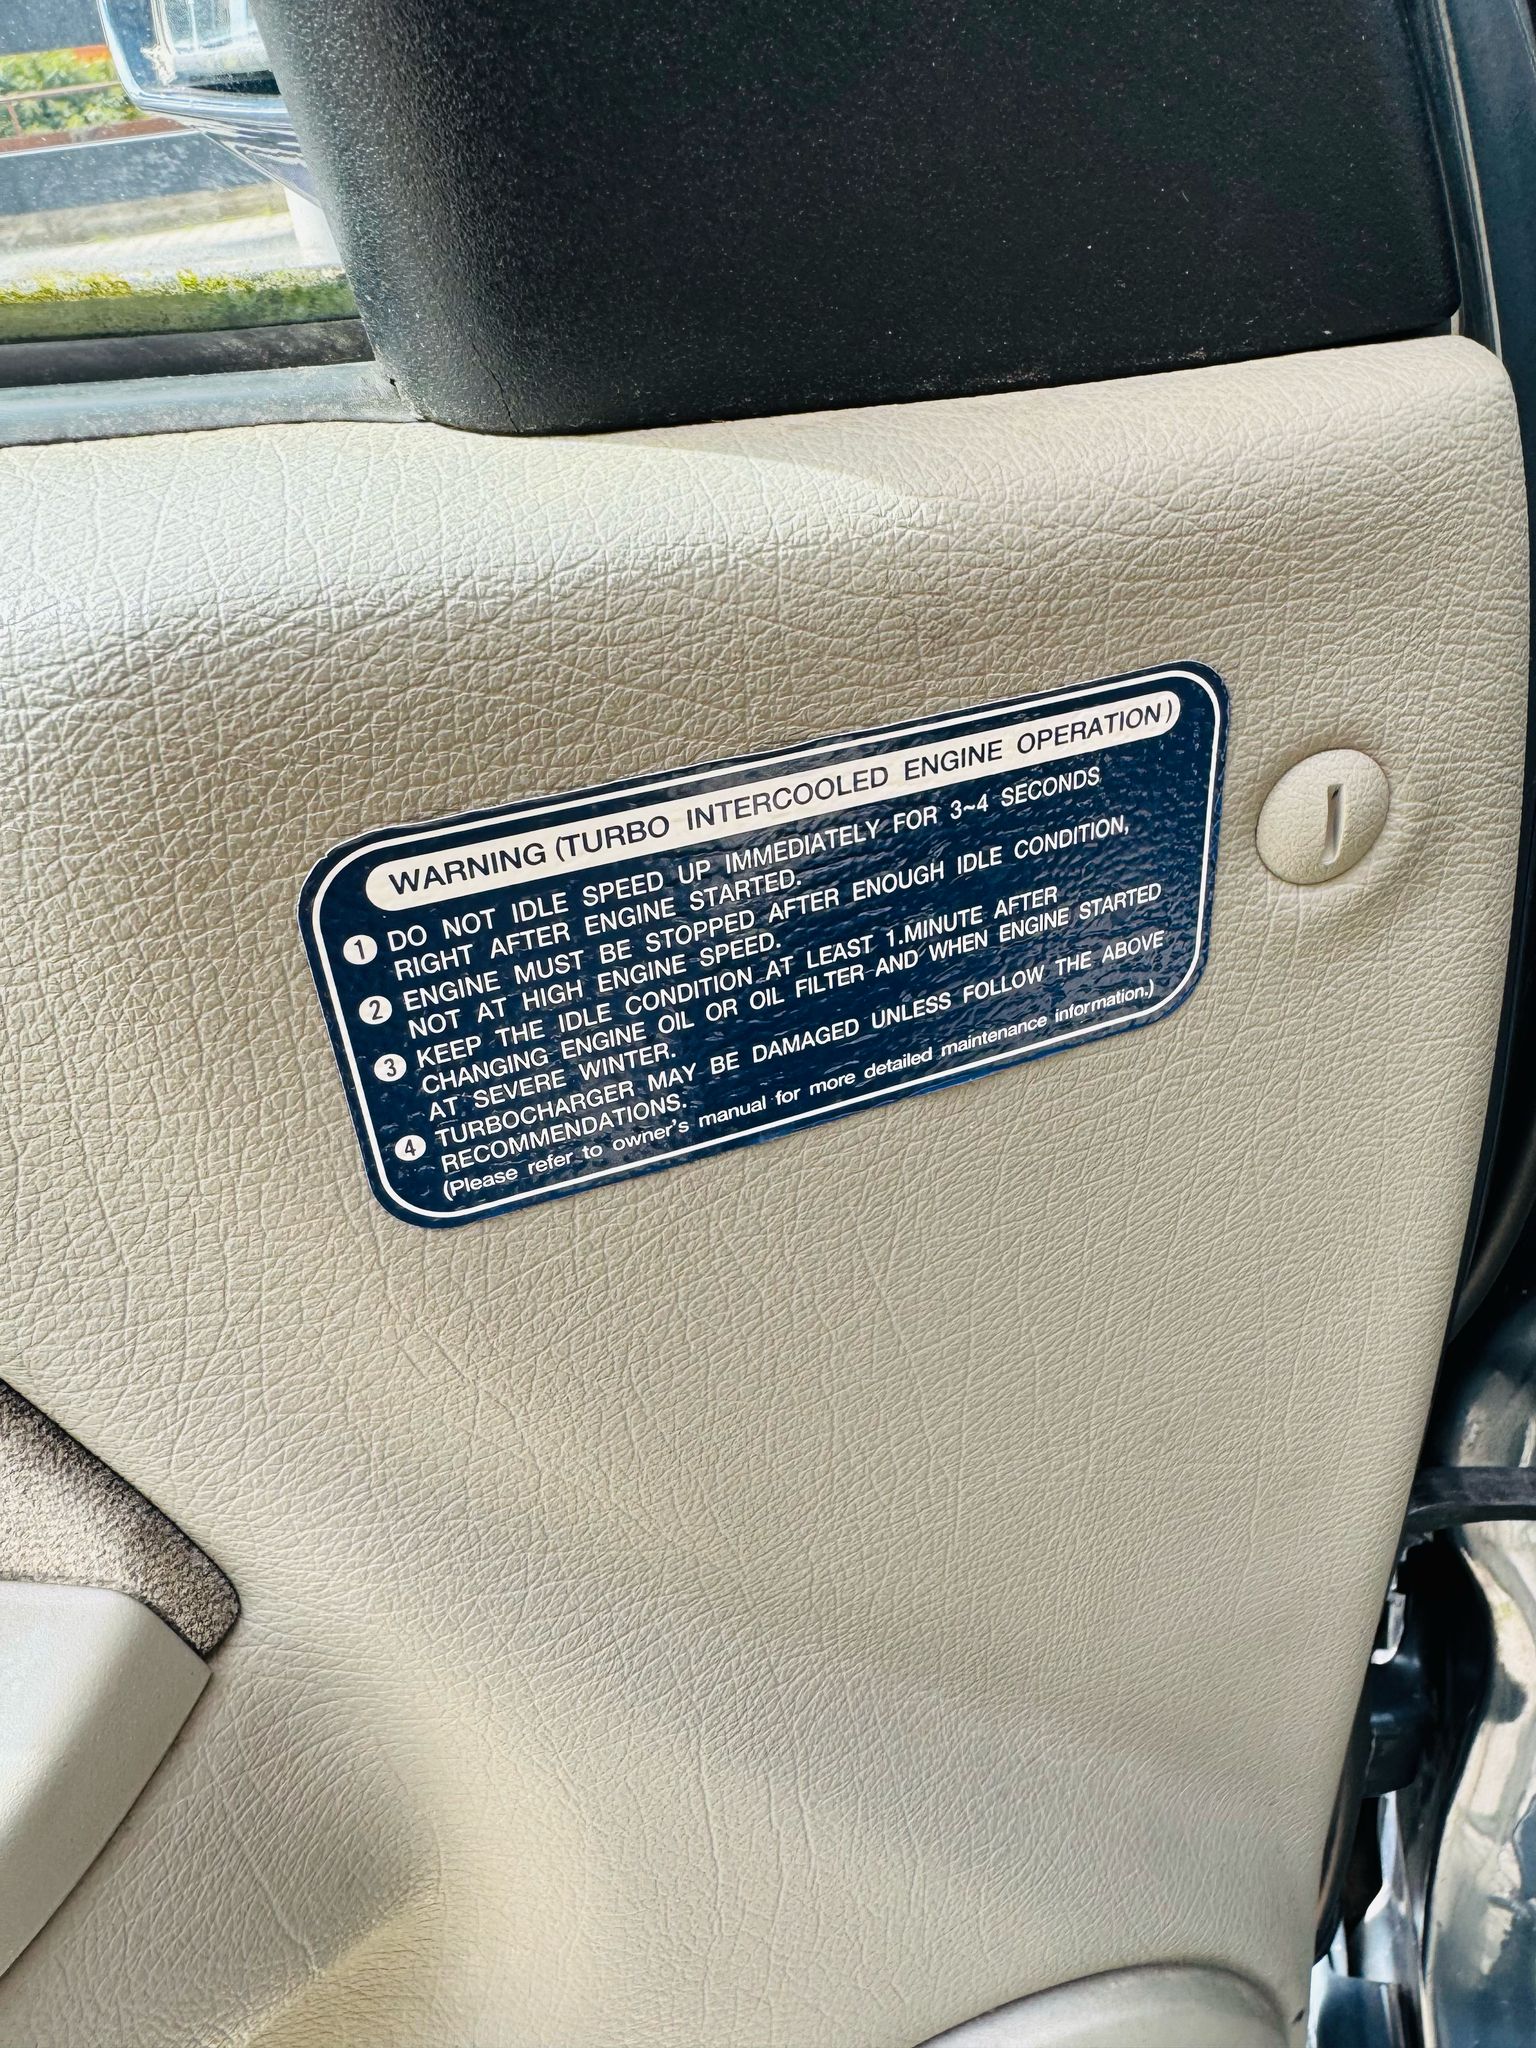 WARNING (TURBO INTERCOOLED ENGINE OPERATION)
1 DO NOT IDLE SPEED UP IMMEDIATELY FOR 3~4 SECONDS
RIGHT AFTER ENGINE STARTED.
2 ENGINE MUST BE STOPPED AFTER ENOUGH IDLE CONDITION,
NOT AT HIGH ENGINE SPEED.
3 KEEP THE IDLE CONDITION AT LEAST 1.MINUTE AFTER
CHANGING ENGINE OIL OR OIL FILTER AND WHEN ENGINE STARTED
AT SEVERE WINTER.
4 TURBOCHARGER MAY BE DAMAGED UNLESS FOLLOW THE ABOVE
RECOMMENDATIONS.
(Please refer to owner's manual for more detailed maintenance information.)